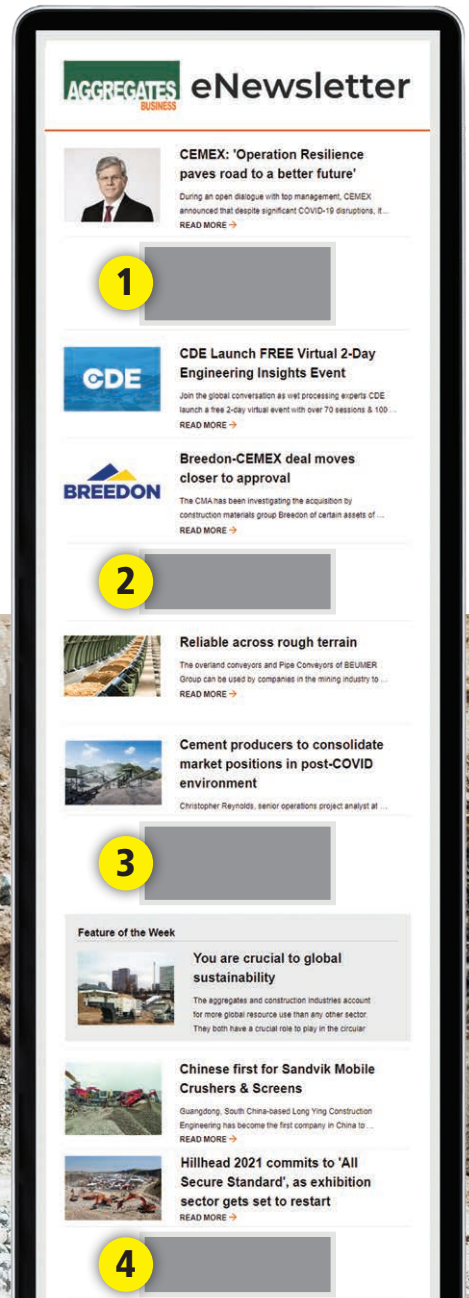 AGGREGATES
BUSINESS
eNewsletter
CEMEX: 'Operation Resilience
paves road to a better future'
During an open dialogue with top management, CEMEX
announced that despite significant COVID-19 disruptions, it ...
READ MORE →
1
CDE
CDE Launch FREE Virtual 2-Day
Engineering Insights Event
Join the global conversation as wet processing experts CDE
launch a free 2-day virtual event with over 70 sessions & 100 ...
READ MORE →
BREEDON
Breedon-CEMEX deal moves
closer to approval
The CMA has been investigating the acquisition by
construction materials group Breedon of certain assets of ...
READ MORE →
2
Reliable across rough terrain
The overland conveyors and Pipe Conveyors of BEUMER
Group can be used by companies in the mining industry to ...
READ MORE →
Cement producers to consolidate
market positions in post-COVID
environment
Christopher Reynolds, senior operations project analyst at ...
3
Feature of the Week
You are crucial to global
sustainability
The aggregates and construction industries account
for more global resource use than any other sector.
They both have a crucial role to play in the circular
Chinese first for Sandvik Mobile
Crushers & Screens
Guangdong, South China-based Long Ying Construction
Engineering has become the first company in China to ...
READ MORE →
Hillhead 2021 commits to 'All
Secure Standard', as exhibition
sector gets set to restart
READ MORE →
4